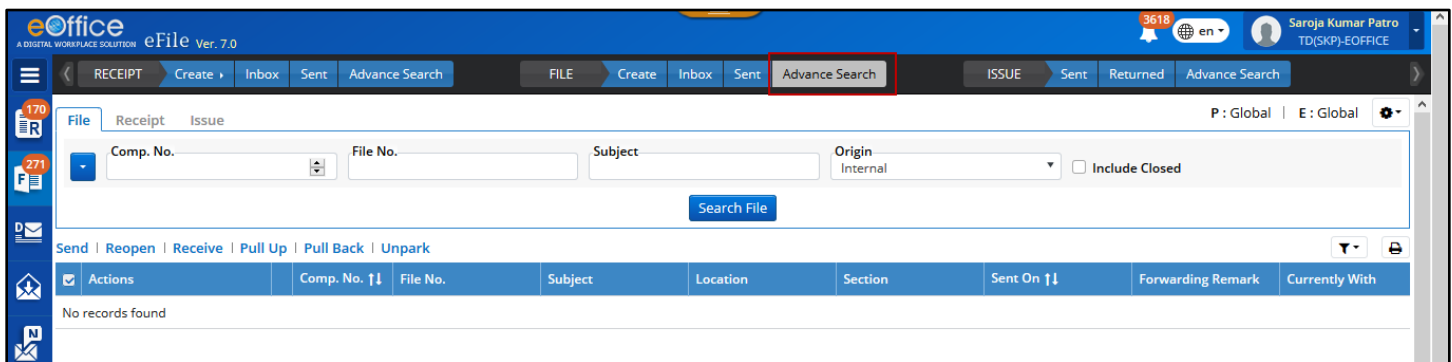 eOffice
A DIGITAL WORKPLACE SOLUTION eFile Ver. 7.0
3618
en
Saroja Kumar Patro
TD(SKP)-EOFFICE
RECEIPT Create Inbox Sent Advance Search FILE Create Inbox Sent Advance Search ISSUE Sent Returned Advance Search
170
R
File Receipt Issue
P : Global | E : Global
Comp. No. File No. Subject Origin
Internal
Include Closed
271
F
Search File
D
Send | Reopen | Receive | Pull Up | Pull Back | Unpark
Actions Comp. No. File No. Subject Location Section Sent On Forwarding Remark Currently With
No records found
N